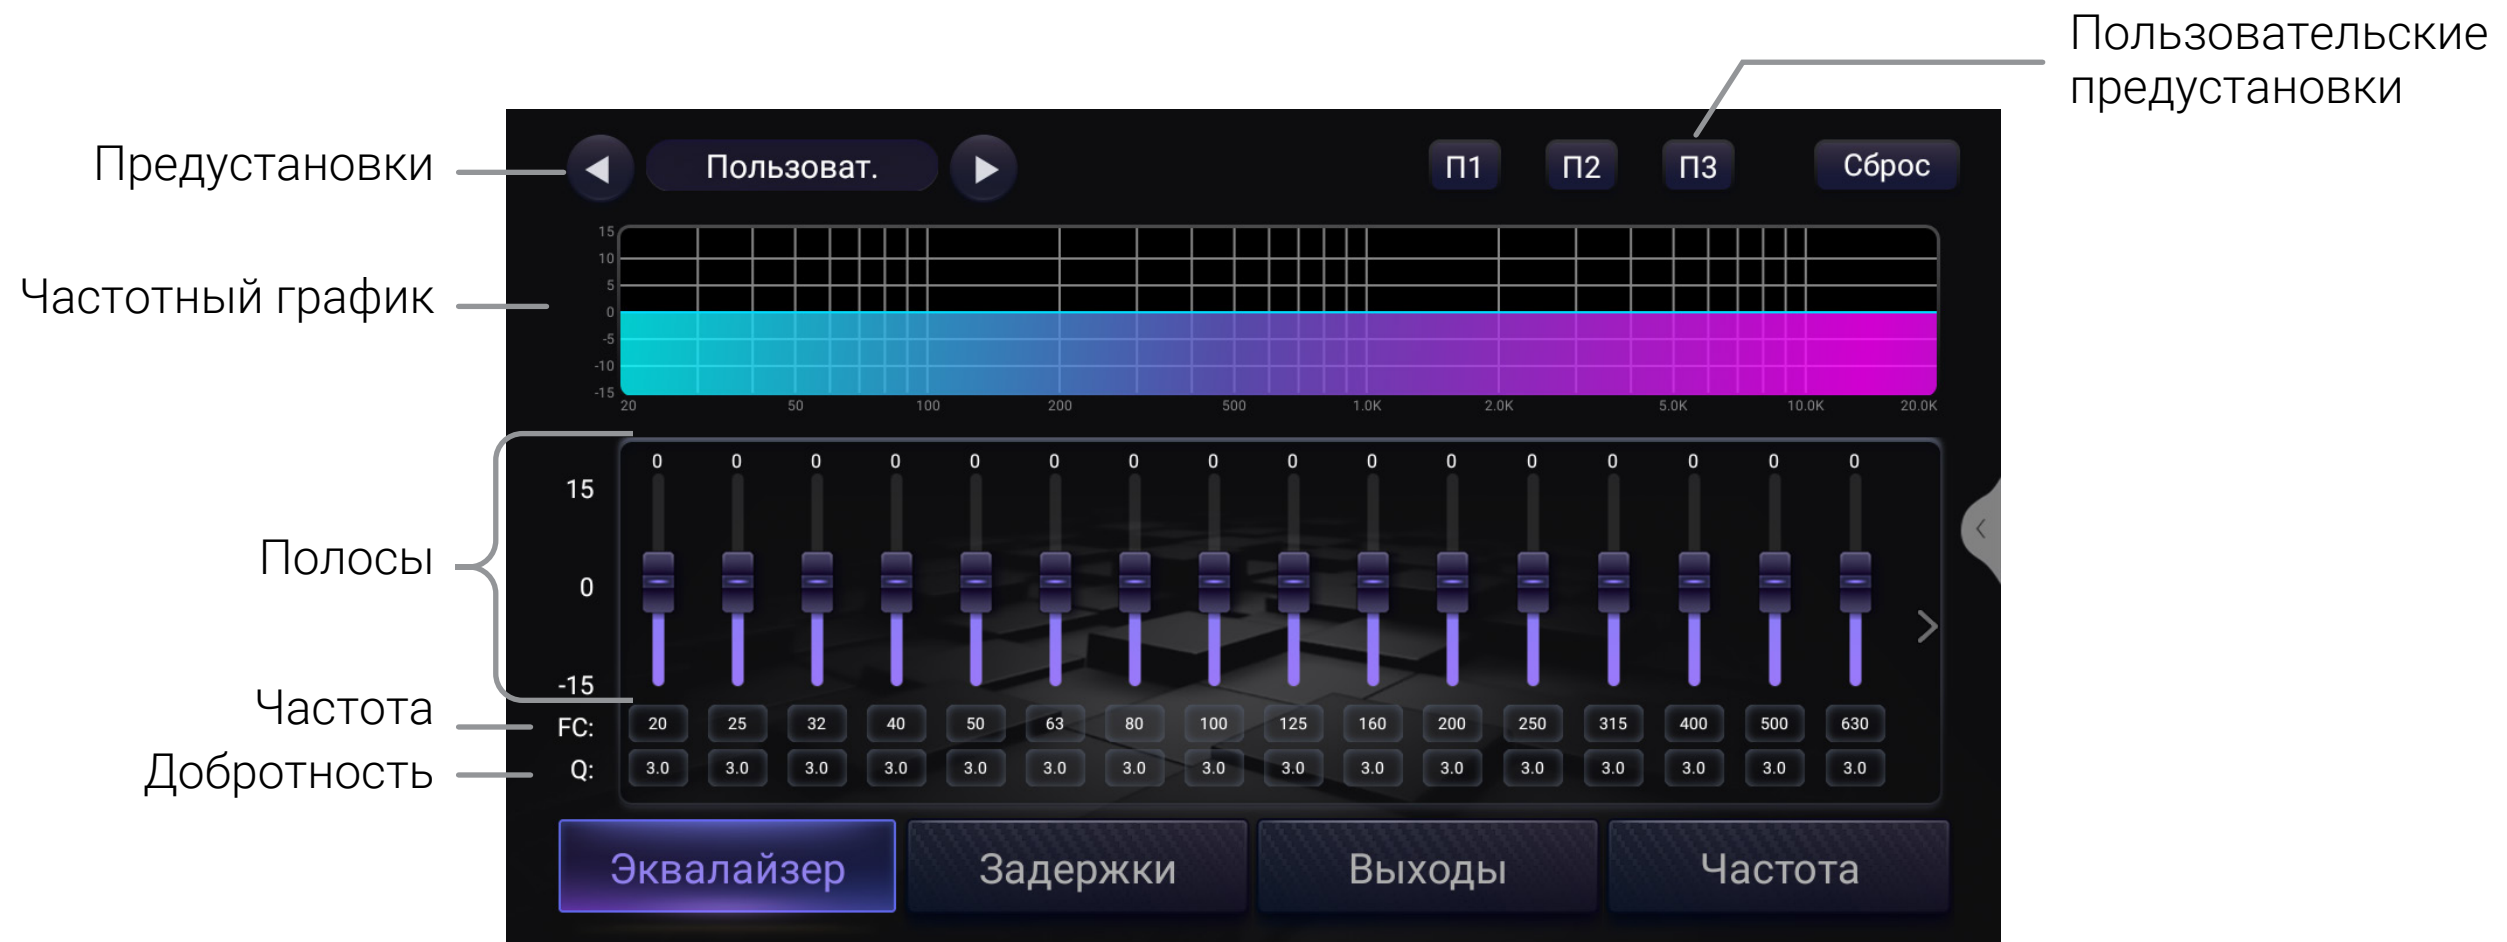 Пользовательские
предустановки
Предустановки
Пользоват.
П1 П2 П3 Сброс
Частотный график
15
10
5
0
-5
-10
-15
20 50 100 200 500 1.0K 2.0K 5.0K 10.0K 20.0K
Полосы
0 0 0 0 0 0 0 0 0 0 0 0 0 0 0 0
15
0
-15
Частота
FC: 20 25 32 40 50 63 80 100 125 160 200 250 315 400 500 630
Добротность
Q: 3.0 3.0 3.0 3.0 3.0 3.0 3.0 3.0 3.0 3.0 3.0 3.0 3.0 3.0 3.0 3.0
Эквалайзер Задержки Выходы Частота